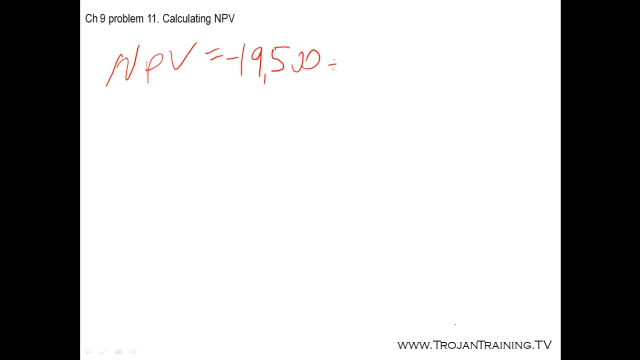 Ch 9 problem 11. Calculating NPV
NPV = -19,500 +
www.TrojanTraining.TV